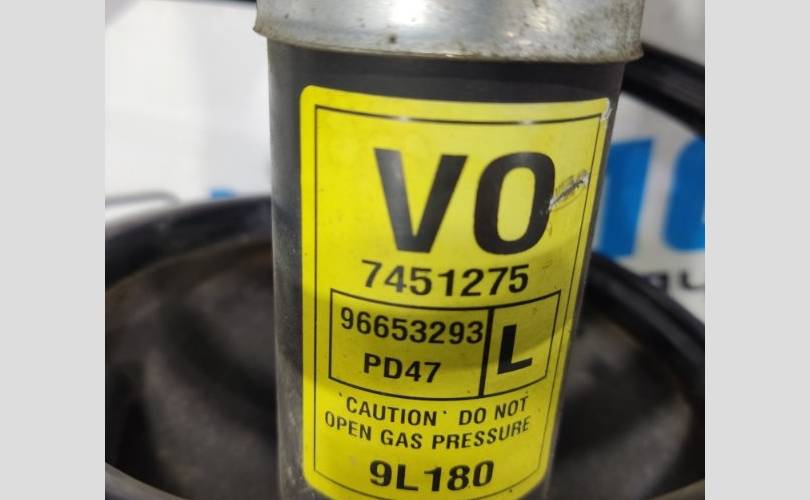 VO
7451275
96653293
L
PD47
'CAUTION' DO NOT
OPEN GAS PRESSURE
9L180